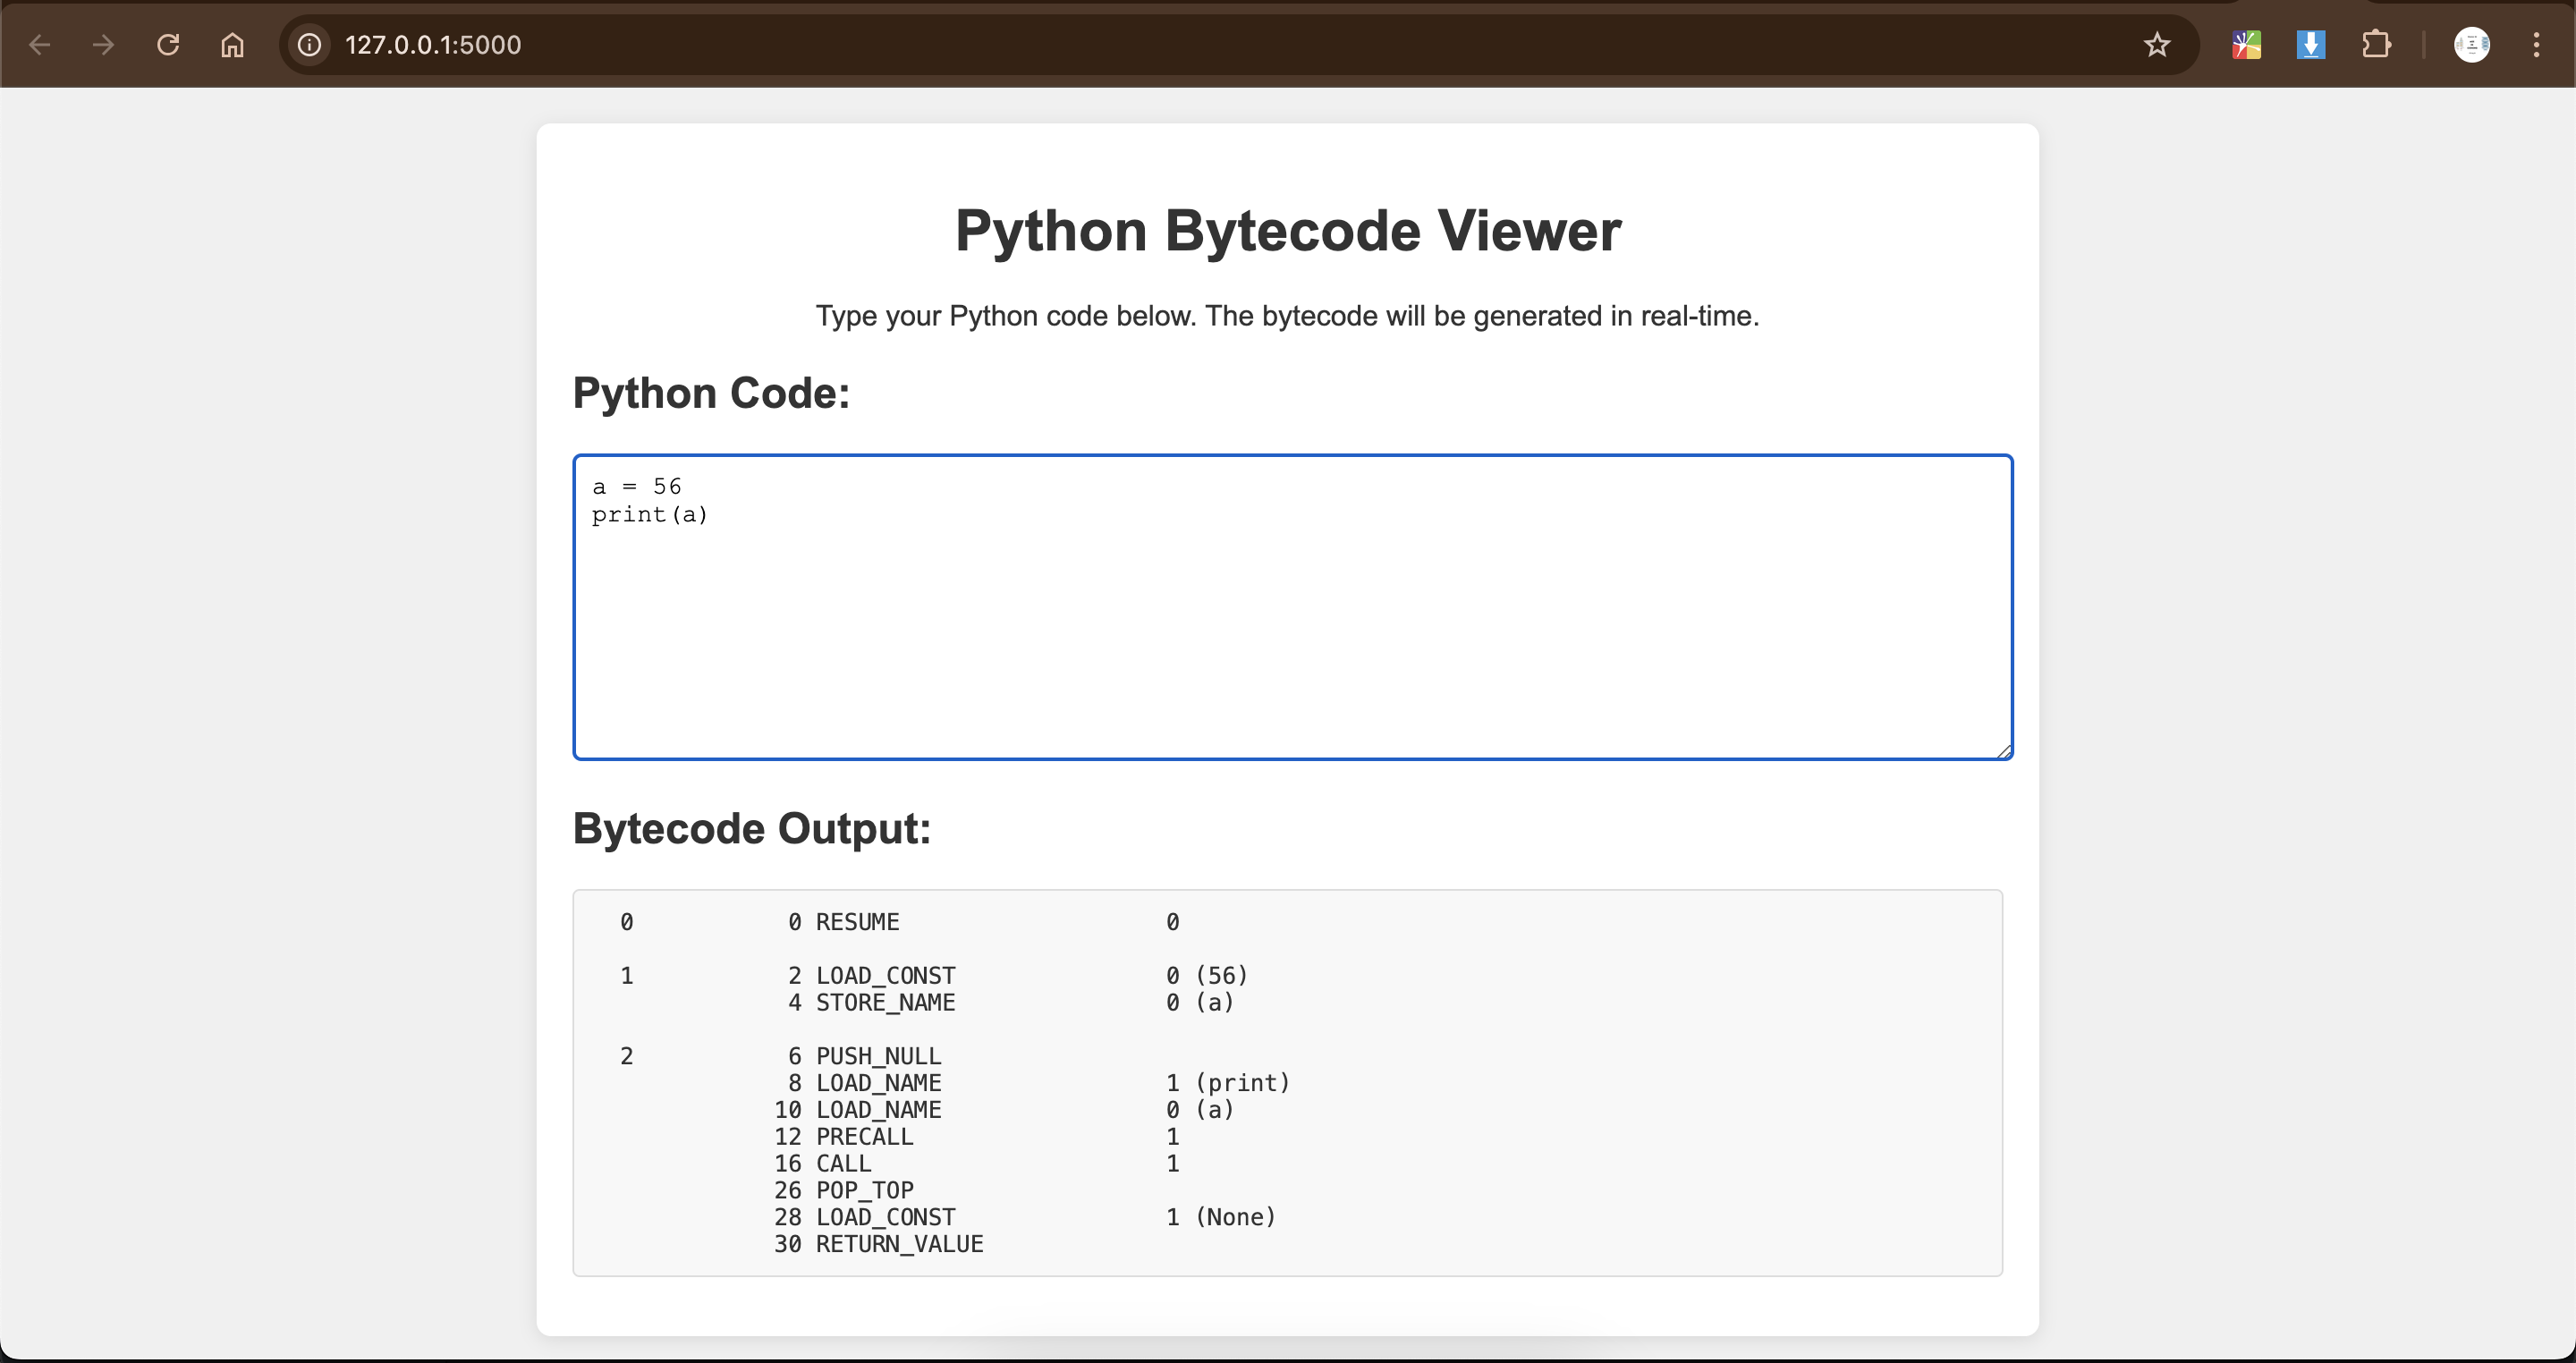 127.0.0.1:5000
Python Bytecode Viewer
Type your Python code below. The bytecode will be generated in real-time.
Python Code:
a = 56
print(a)
Bytecode Output:
0 0 RESUME 0
1 2 LOAD_CONST 0 (56)
4 STORE_NAME 0 (a)
2 6 PUSH_NULL
8 LOAD_NAME 1 (print)
10 LOAD_NAME 0 (a)
12 PRECALL 1
16 CALL 1
26 POP_TOP
28 LOAD_CONST 1 (None)
30 RETURN_VALUE